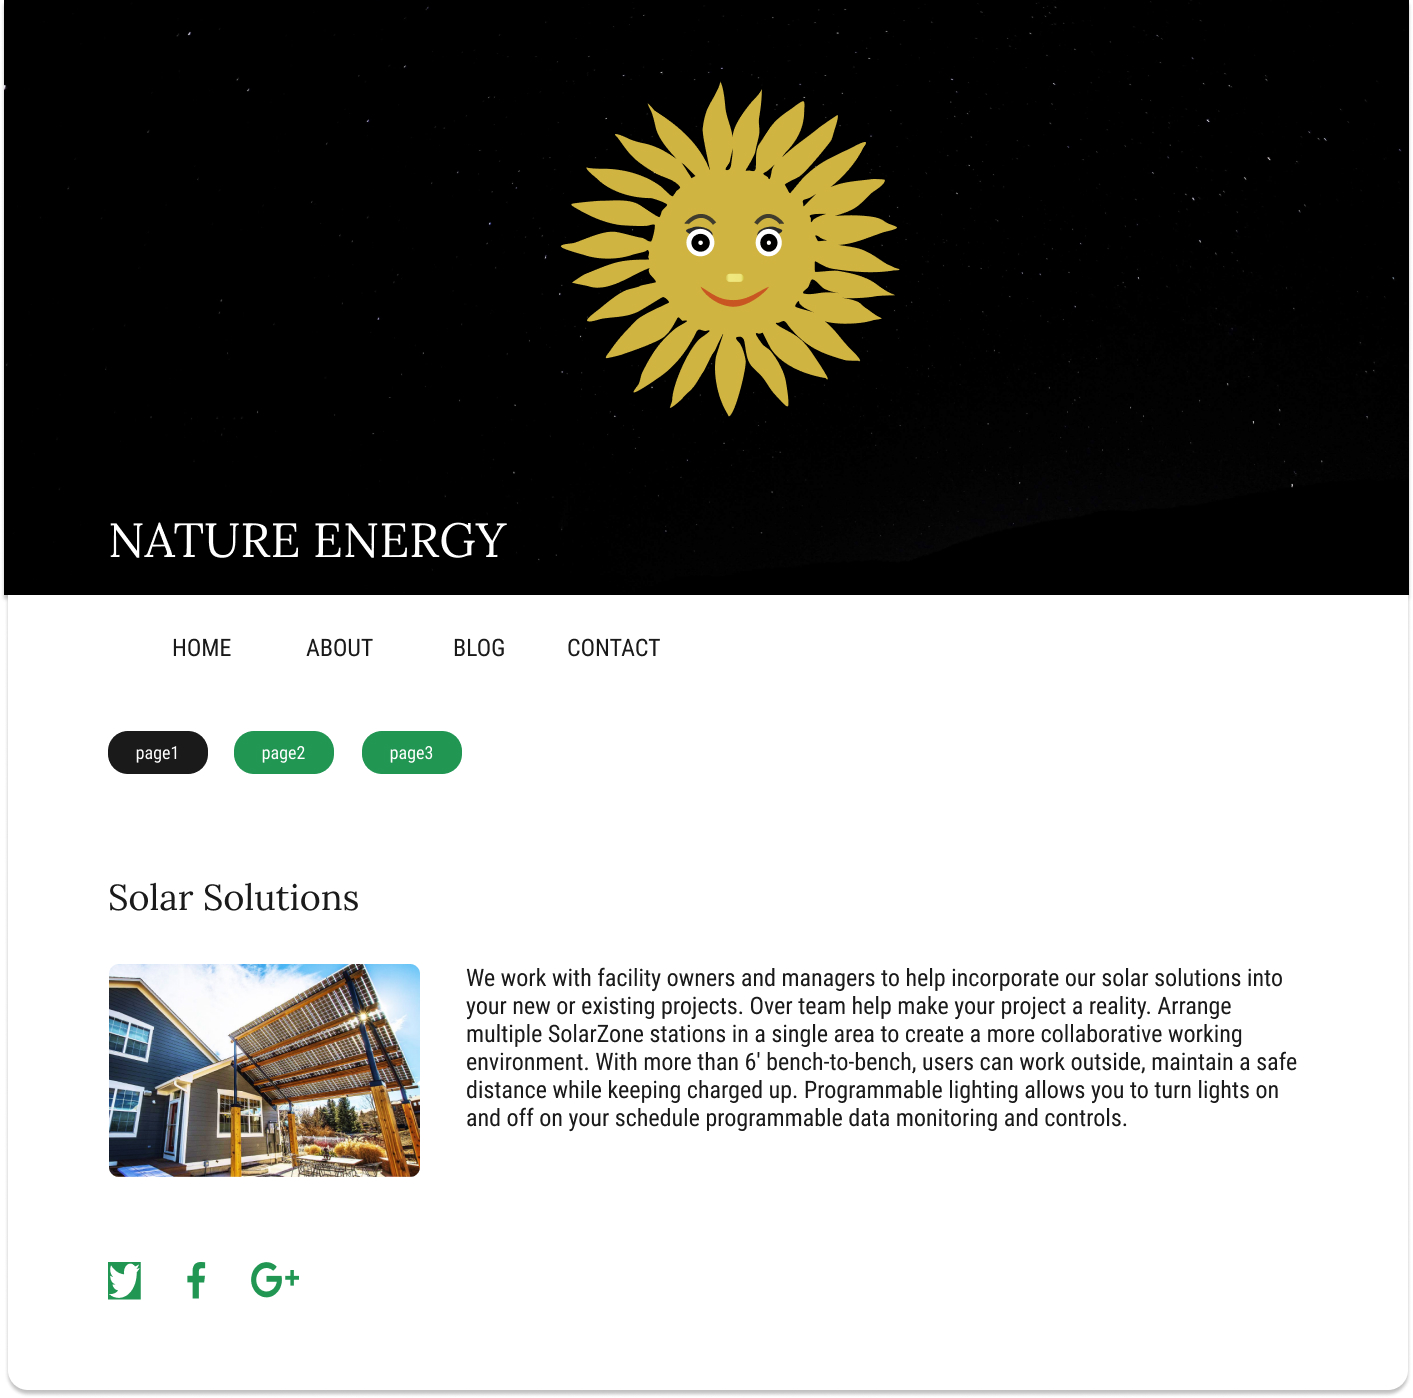 NATURE ENERGY
HOME ABOUT BLOG CONTACT
page1 page2 page3
Solar Solutions
We work with facility owners and managers to help incorporate our solar solutions into
your new or existing projects. Over team help make your project a reality. Arrange
multiple SolarZone stations in a single area to create a more collaborative working
environment. With more than 6' bench-to-bench, users can work outside, maintain a safe
distance while keeping charged up. Programmable lighting allows you to turn lights on
and off on your schedule programmable data monitoring and controls.
G+